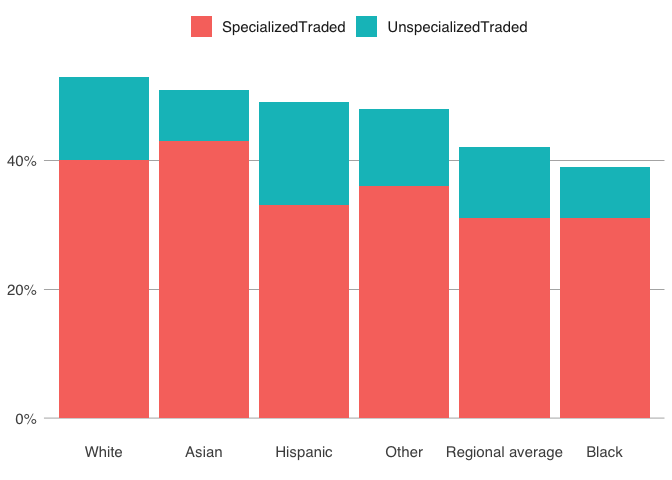 SpecializedTraded UnspecializedTraded
40%
20%
0%
White Asian Hispanic Other Regional average Black